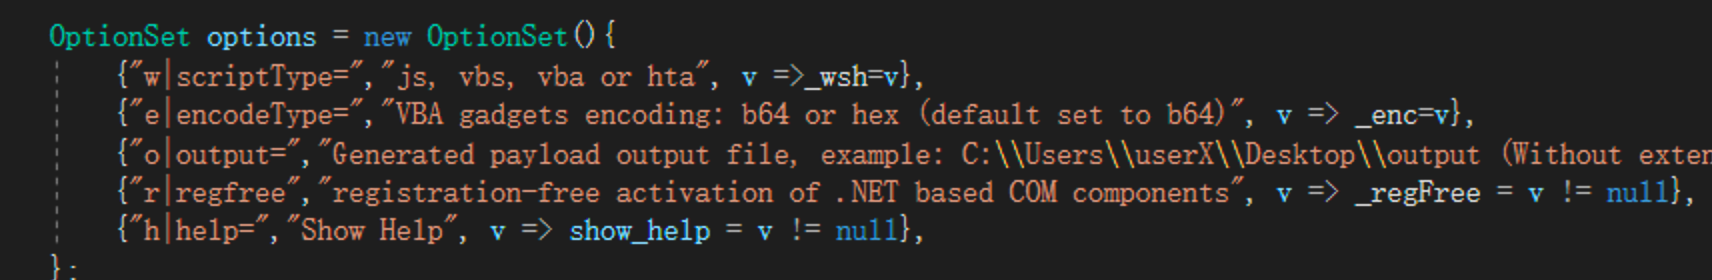 OptionSet options = new OptionSet(){
{"w|scriptType=","js, vbs, vba or hta", v =>_wsh=v},
{"e|encodeType=","VBA gadgets encoding: b64 or hex (default set to b64)", v => _enc=v},
{"o|output=","Generated payload output file, example: C:\\Users\\userX\\Desktop\\output (Without exten
{"r|regfree","registration-free activation of .NET based COM components", v => _regFree = v != null},
{"h|help=","Show Help", v => show_help = v != null},
};